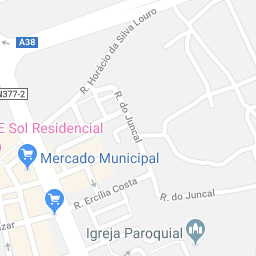 A38
R. Horácio da Silva Louro
N377-2
R. do Juncal
E Sol Residencial
Mercado Municipal
R. Ercília Costa
R. do Juncal
zar
Igreja Paroquial